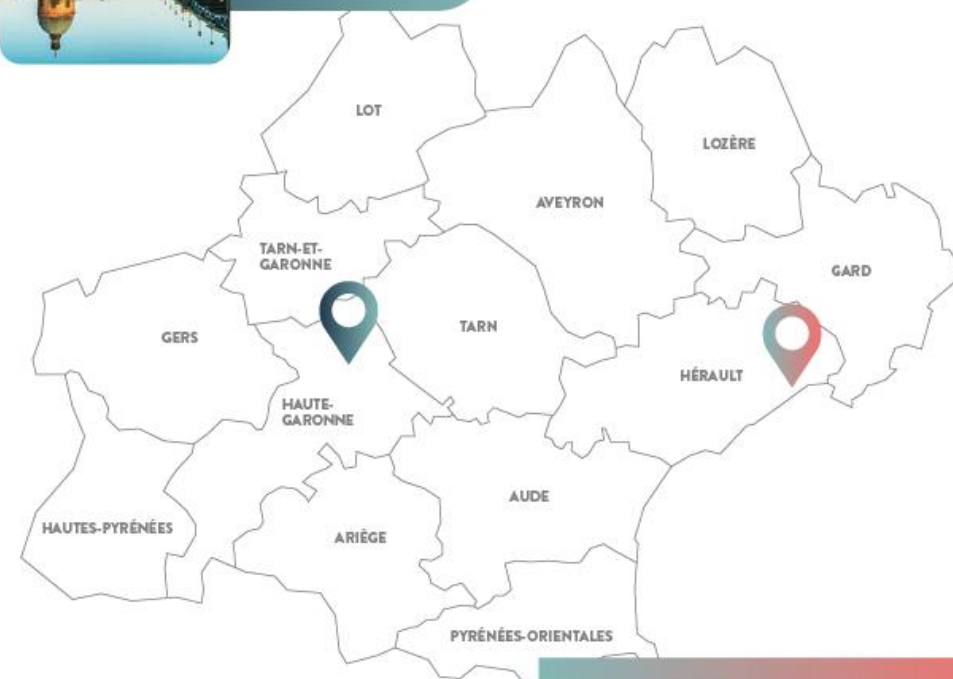 LOT
LOZÈRE
AVEYRON
TARN-ET-
GARONNE
GARD
GERS
TARN
HÉRAULT
HAUTE-
GARONNE
AUDE
HAUTES-PYRÉNÉES
ARIÈGE
PYRÉNÉES-ORIENTALES